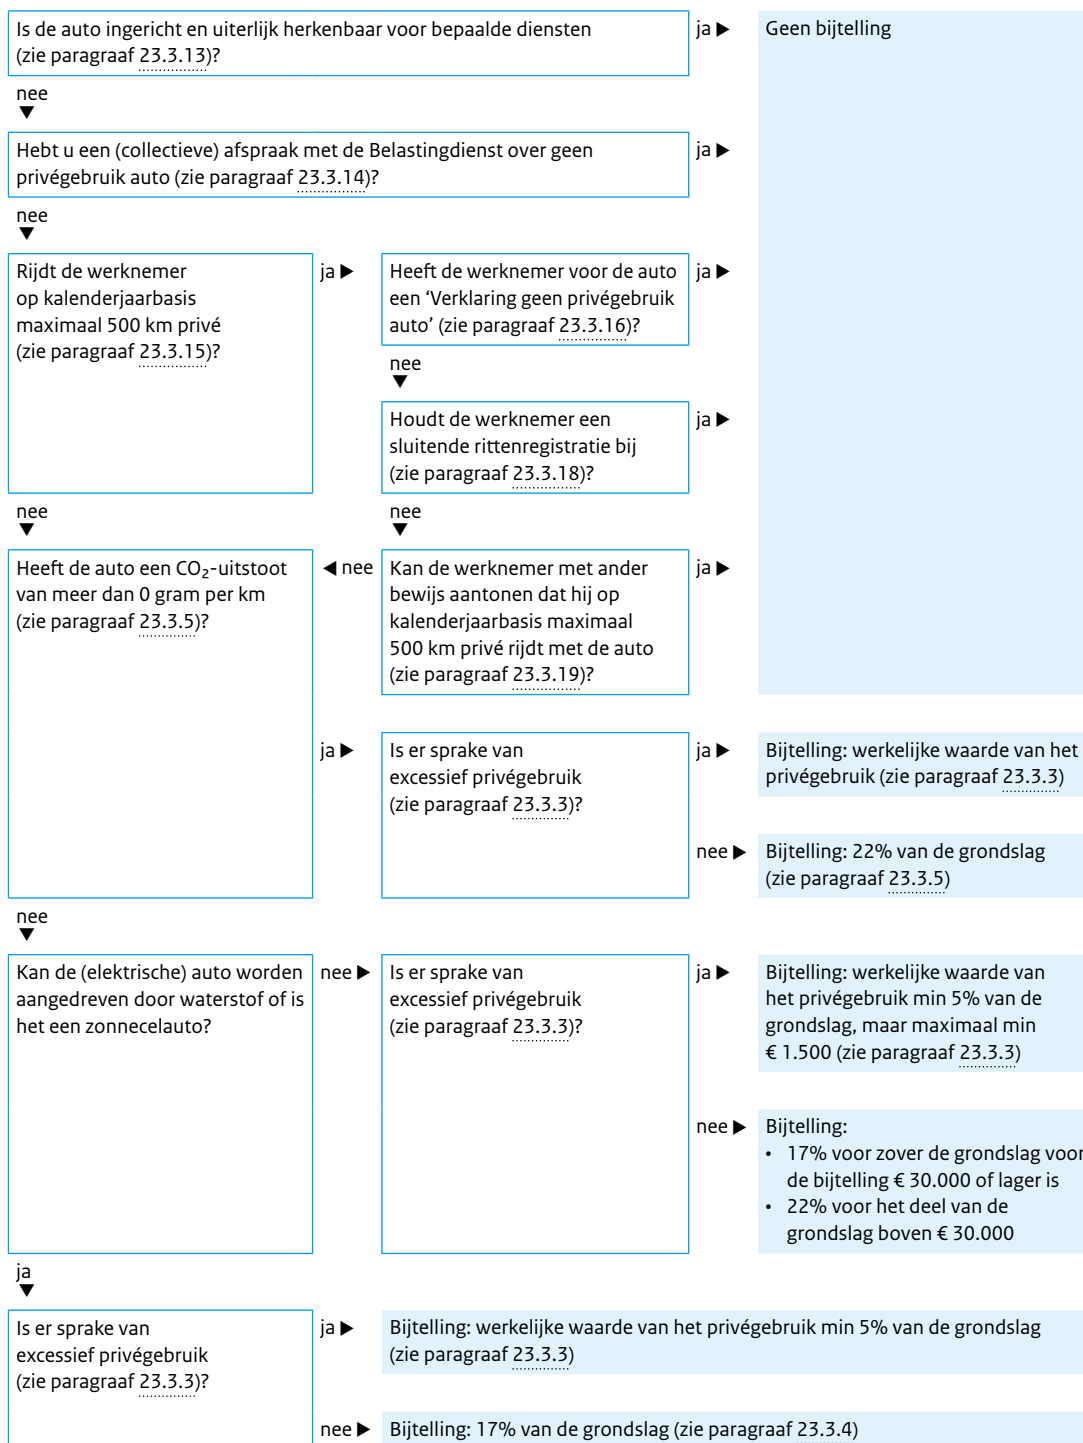 Is de auto ingericht en uiterlijk herkenbaar voor bepaalde diensten
(zie paragraaf 23.3.13)?
ja ▶
Geen bijtelling
nee
▼
Hebt u een (collectieve) afspraak met de Belastingdienst over geen
privégebruik auto (zie paragraaf 23.3.14)?
ja ▶
nee
▼
Rijdt de werknemer
op kalenderjaarbasis
maximaal 500 km privé
(zie paragraaf 23.3.15)?
ja ▶
Heeft de werknemer voor de auto
een ‘Verklaring geen privégebruik
auto’ (zie paragraaf 23.3.16)?
ja ▶
nee
▼
Houdt de werknemer een
sluitende rittenregistratie bij
(zie paragraaf 23.3.18)?
ja ▶
nee
▼
nee
▼
Heeft de auto een CO₂-uitstoot
van meer dan 0 gram per km
(zie paragraaf 23.3.5)?
◀ nee
Kan de werknemer met ander
bewijs aantonen dat hij op
kalenderjaarbasis maximaal
500 km privé rijdt met de auto
(zie paragraaf 23.3.19)?
ja ▶
ja ▶
Is er sprake van
excessief privégebruik
(zie paragraaf 23.3.3)?
ja ▶
Bijtelling: werkelijke waarde van het
privégebruik (zie paragraaf 23.3.3)
nee ▶
Bijtelling: 22% van de grondslag
(zie paragraaf 23.3.5)
nee
▼
Kan de (elektrische) auto worden
aangedreven door waterstof of is
het een zonnecelauto?
nee ▶
Is er sprake van
excessief privégebruik
(zie paragraaf 23.3.3)?
ja ▶
Bijtelling: werkelijke waarde van
het privégebruik min 5% van de
grondslag, maar maximaal min
€ 1.500 (zie paragraaf 23.3.3)
nee ▶
Bijtelling:
• 17% voor zover de grondslag voor
de bijtelling € 30.000 of lager is
• 22% voor het deel van de
grondslag boven € 30.000
ja
▼
Is er sprake van
excessief privégebruik
(zie paragraaf 23.3.3)?
ja ▶
Bijtelling: werkelijke waarde van het privégebruik min 5% van de grondslag
(zie paragraaf 23.3.3)
nee ▶
Bijtelling: 17% van de grondslag (zie paragraaf 23.3.4)